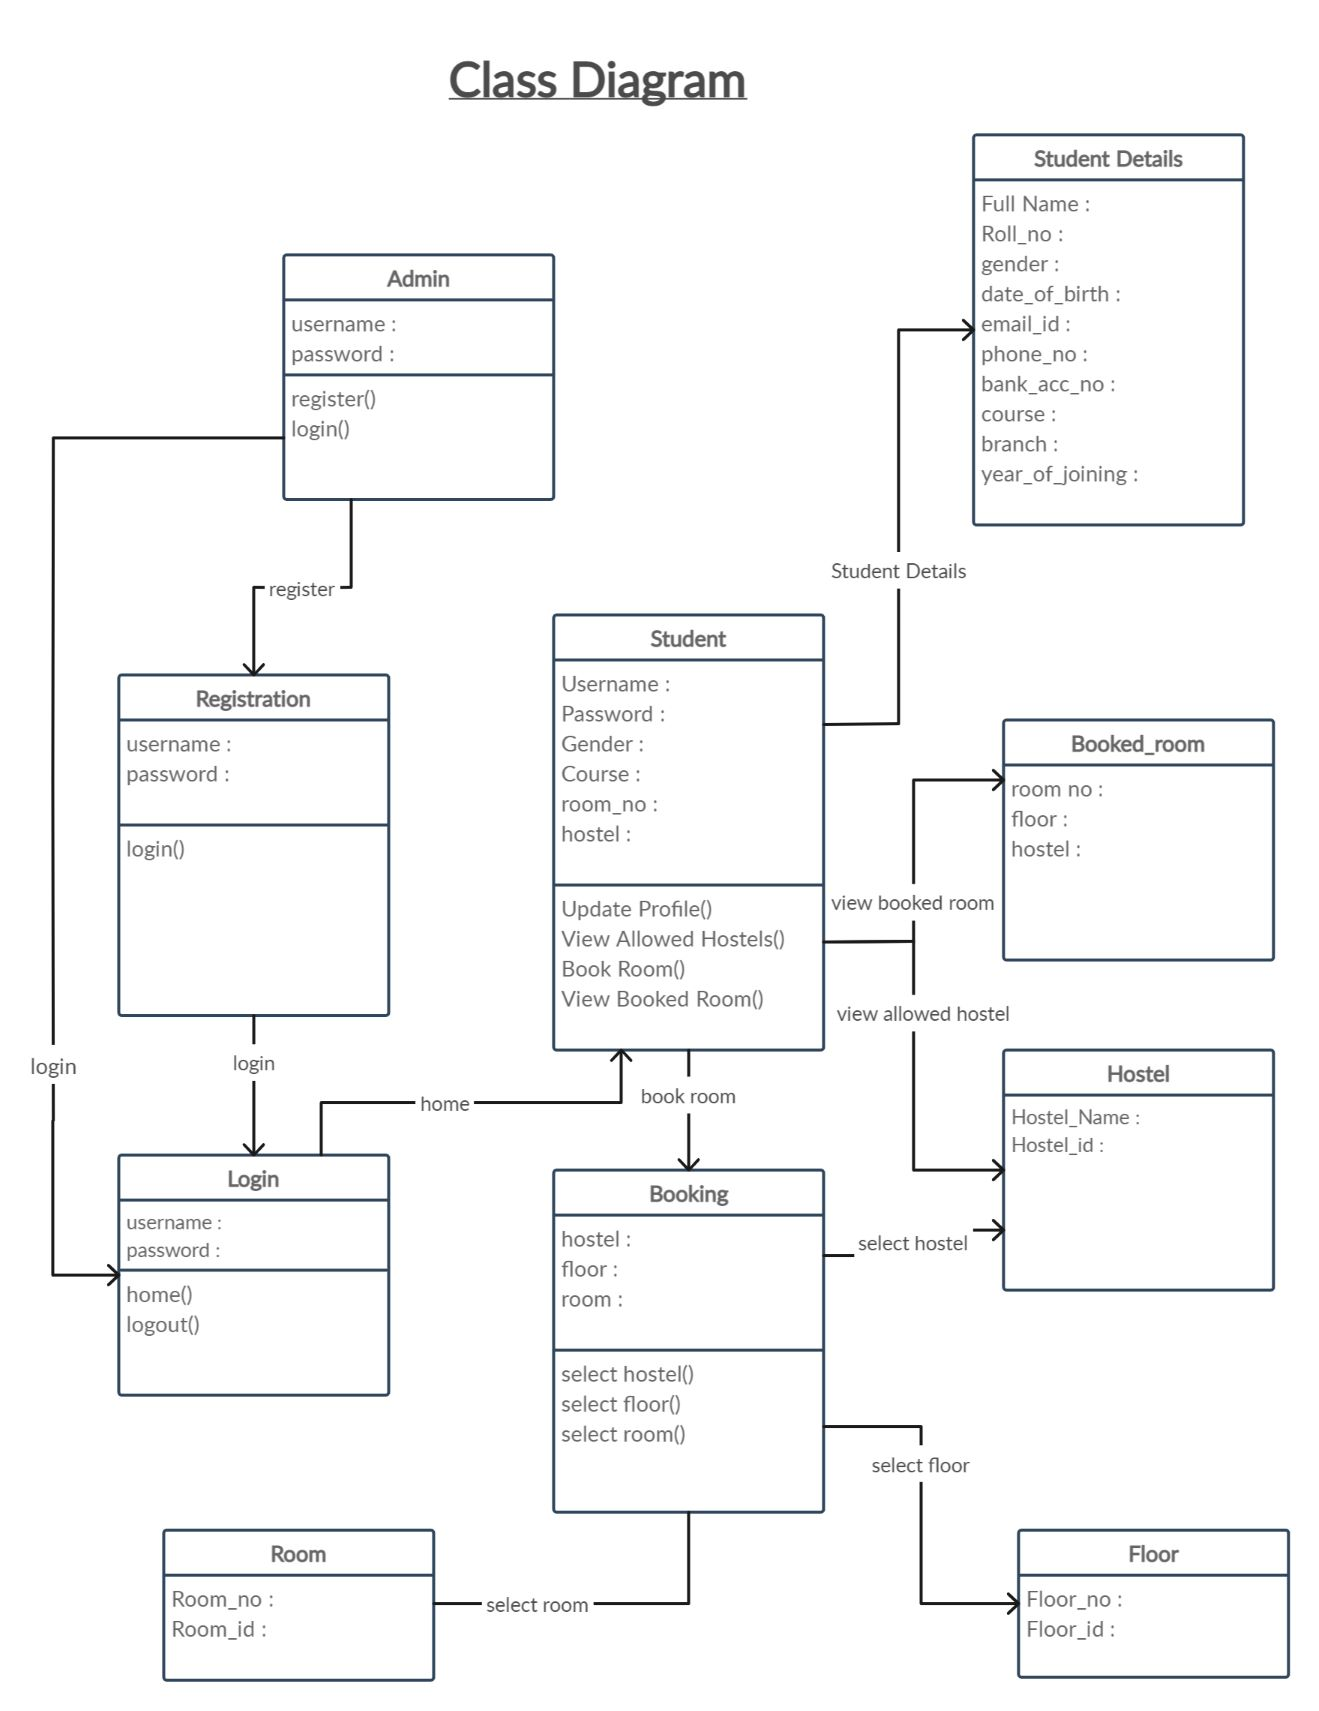 Class Diagram
Student Details
Full Name :
Roll_no :
gender :
date_of_birth :
email_id :
phone_no :
bank_acc_no :
course :
branch :
year_of_joining :
Admin
username :
password :
register()
login()
register
Student Details
Registration
username :
password :
login()
Student
Username :
Password :
Gender :
Course :
room_no :
hostel :
Update Profile()
View Allowed Hostels()
Book Room()
View Booked Room()
Booked_room
room no :
floor :
hostel :
view booked room
view allowed hostel
login
login
home
book room
Hostel
Hostel_Name :
Hostel_id :
Login
username :
password :
home()
logout()
Booking
hostel :
floor :
room :
select hostel()
select floor()
select room()
select hostel
select floor
Room
Room_no :
Room_id :
select room
Floor
Floor_no :
Floor_id :